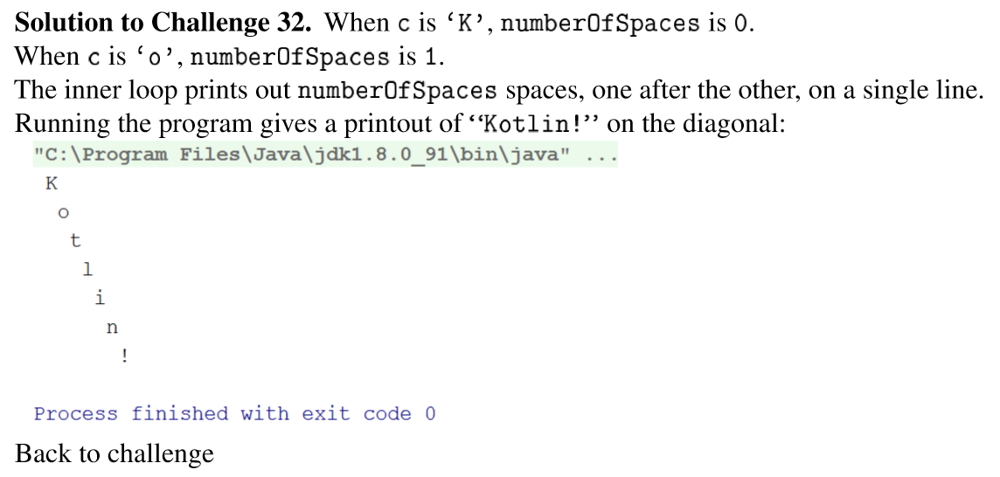 Solution to Challenge 32. When c is ‘K’, numberOfSpaces is 0.
When c is ‘o’, numberOfSpaces is 1.
The inner loop prints out numberOfSpaces spaces, one after the other, on a single line.
Running the program gives a printout of “Kotlin!” on the diagonal:
"C:\Program Files\Java\jdk1.8.0_91\bin\java" ...
 K
  o
   t
    l
     i
      n
       !
Process finished with exit code 0
Back to challenge